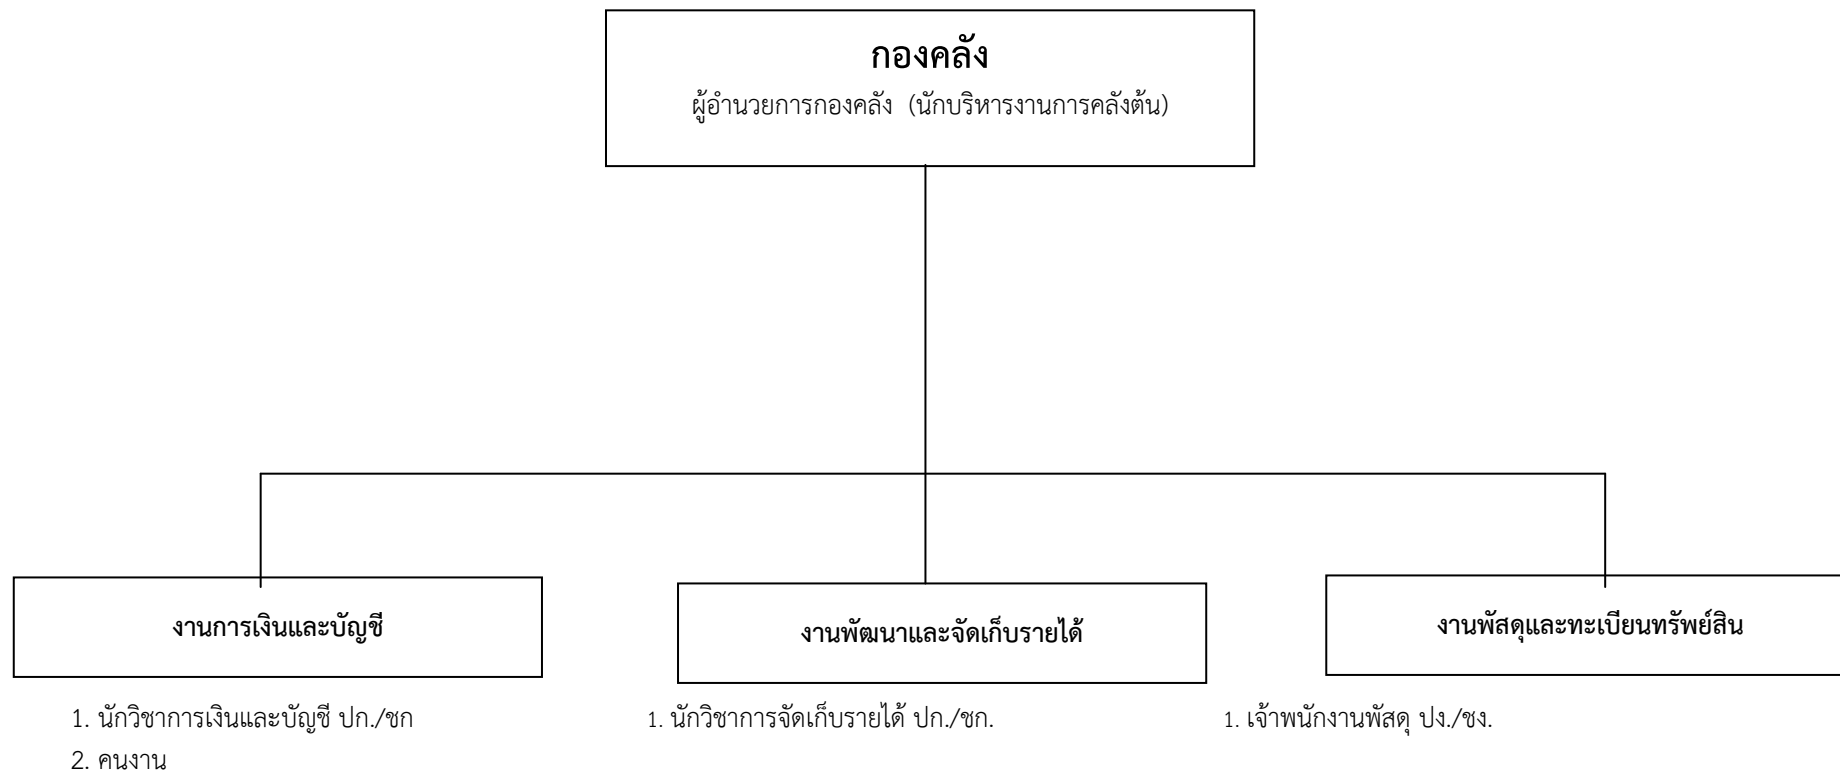 กองคลัง
ผู้อำนวยการกองคลัง (นักบริหารงานการคลังต้น)
งานการเงินและบัญชี
งานพัฒนาและจัดเก็บรายได้
งานพัสดุและทะเบียนทรัพย์สิน
1. นักวิชาการเงินและบัญชี ปก./ชก
2. คนงาน
1. นักวิชาการจัดเก็บรายได้ ปก./ชก.
1. เจ้าพนักงานพัสดุ ปง./ชง.